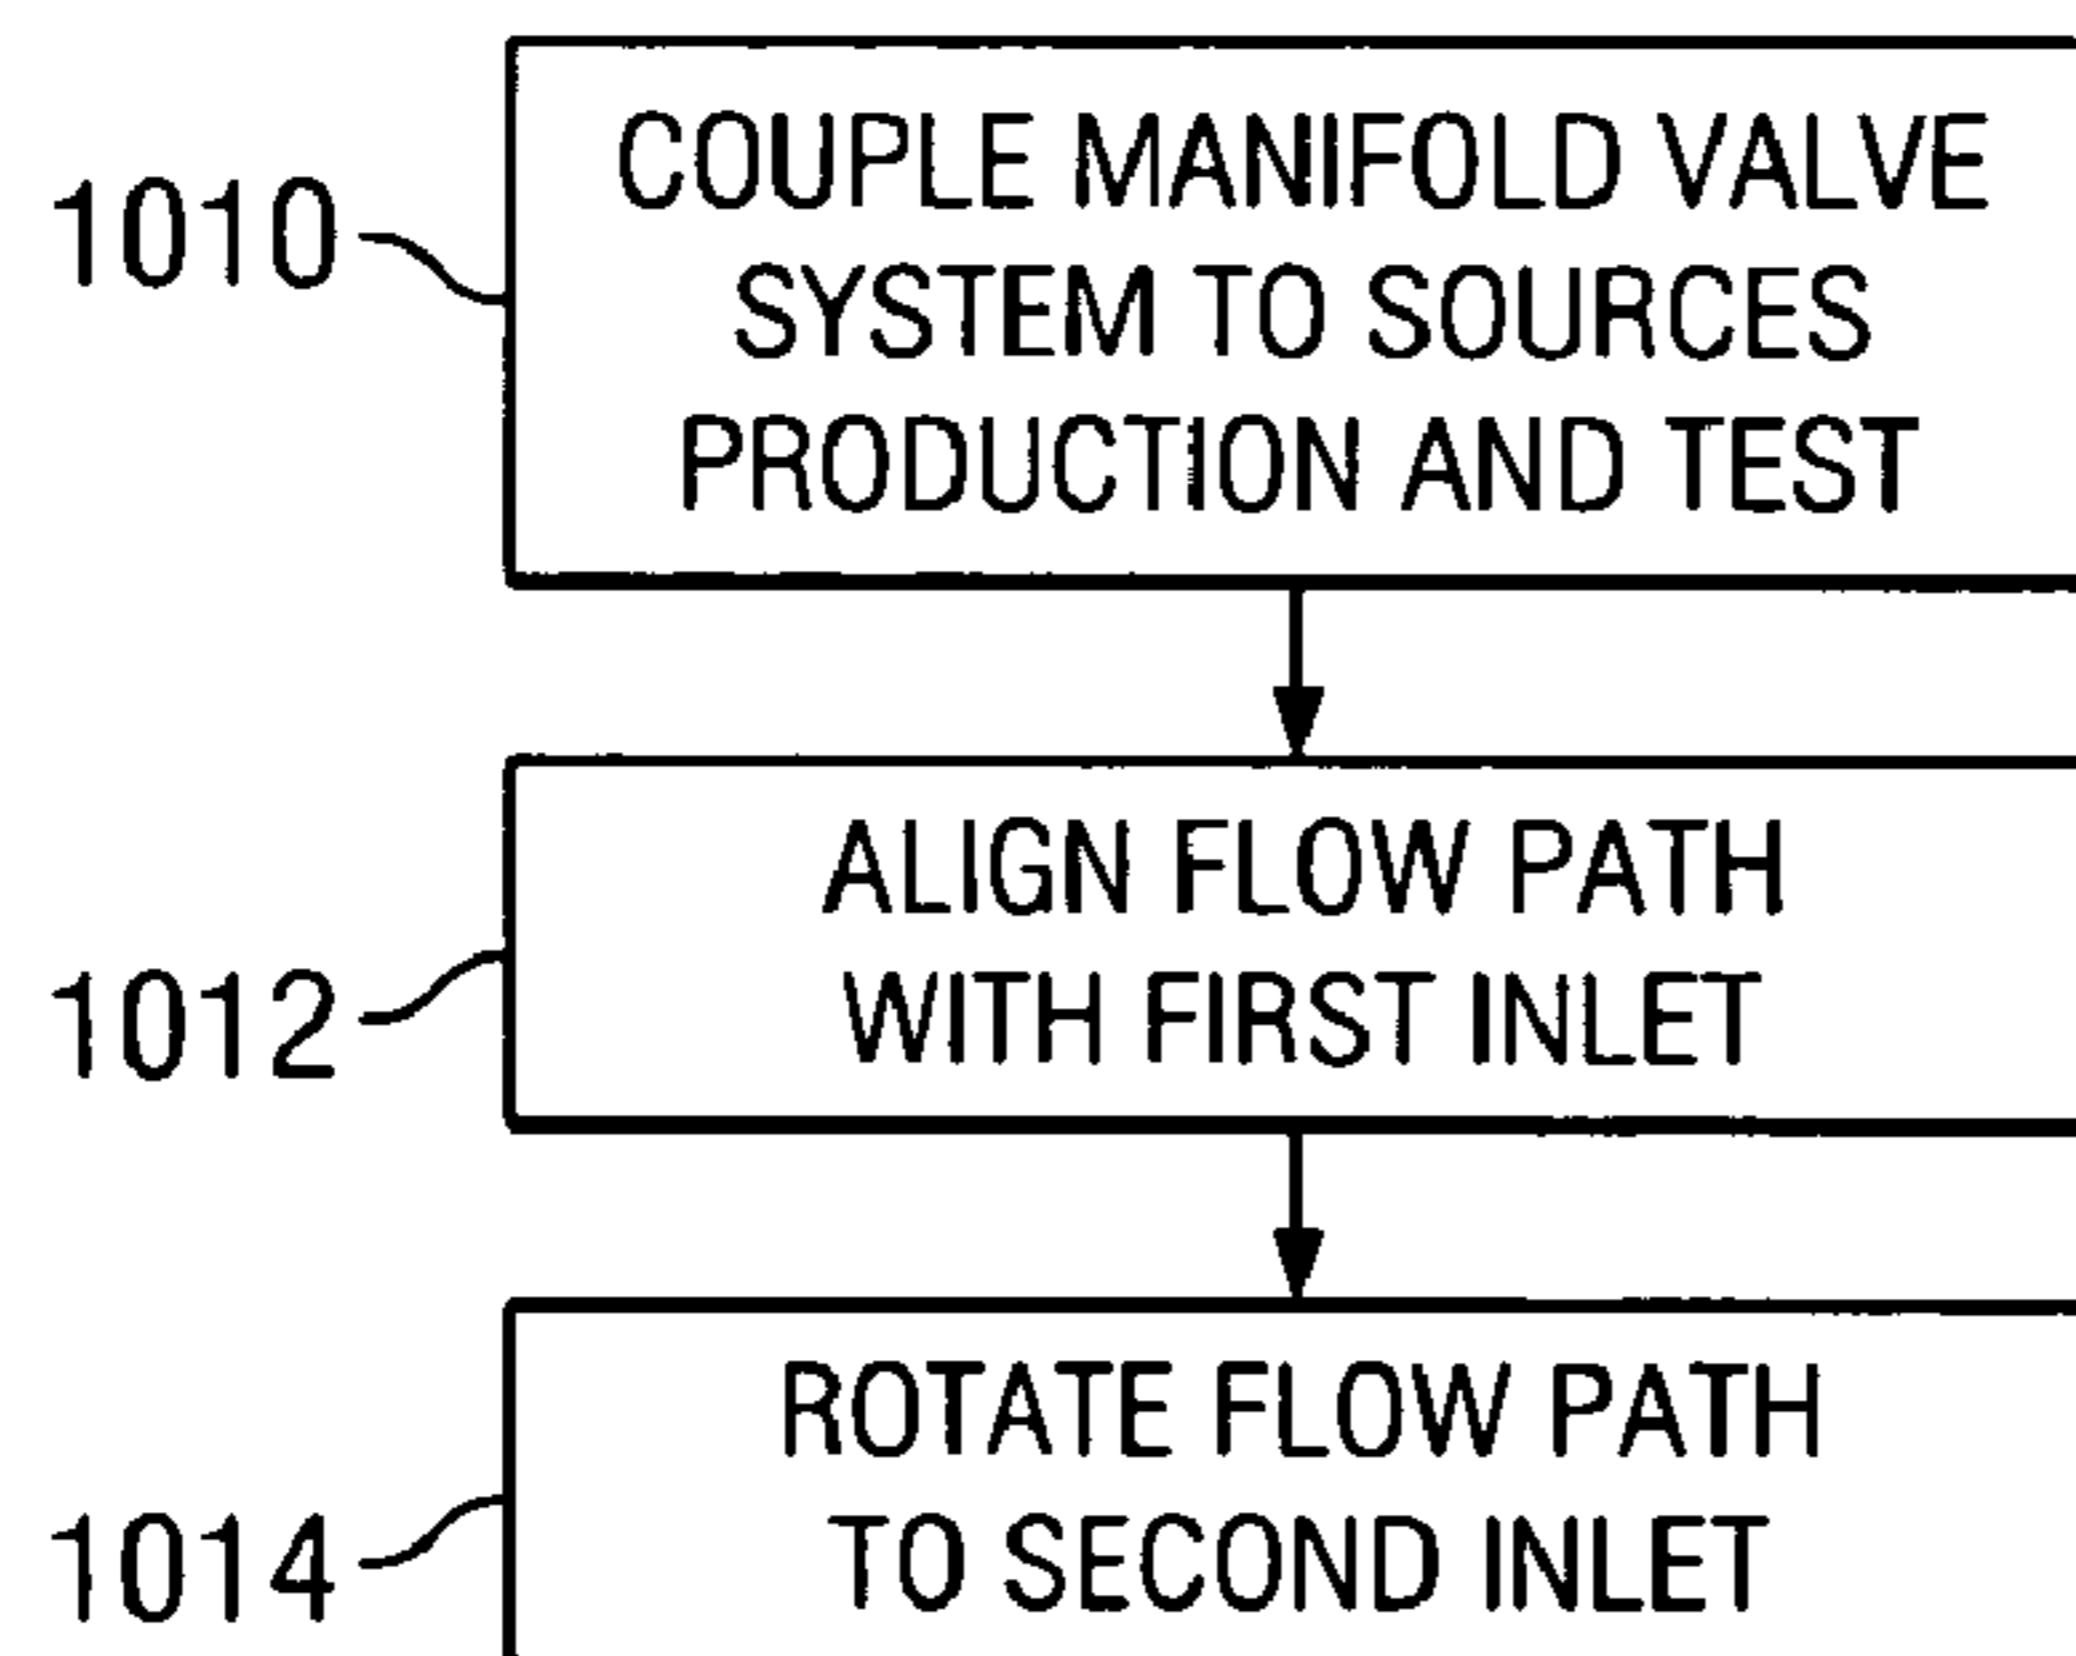 1010
COUPLE MANIFOLD VALVE
SYSTEM TO SOURCES
PRODUCTION AND TEST
1012
ALIGN FLOW PATH
WITH FIRST INLET
1014
ROTATE FLOW PATH
TO SECOND INLET